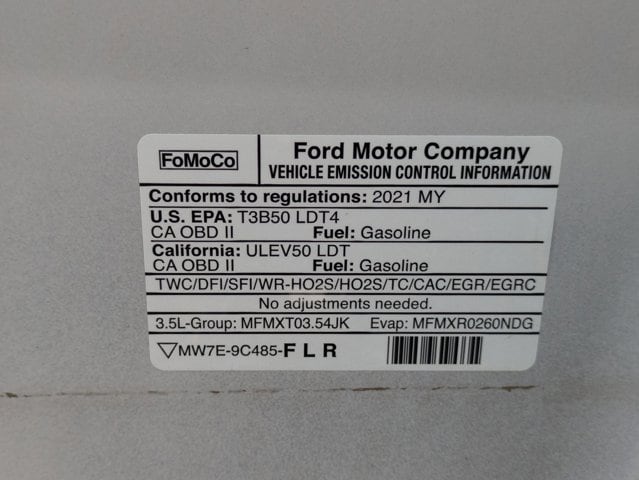 FoMoCo
Ford Motor Company
VEHICLE EMISSION CONTROL INFORMATION
Conforms to regulations: 2021 MY
U.S. EPA: T3B50 LDT4
CA OBD II Fuel: Gasoline
California: ULEV50 LDT
CA OBD II Fuel: Gasoline
TWC/DFI/SFI/WR-HO2S/HO2S/TC/CAC/EGR/EGRC
No adjustments needed.
3.5L-Group: MFMXT03.54JK Evap: MFMXR0260NDG
MW7E-9C485-F L R